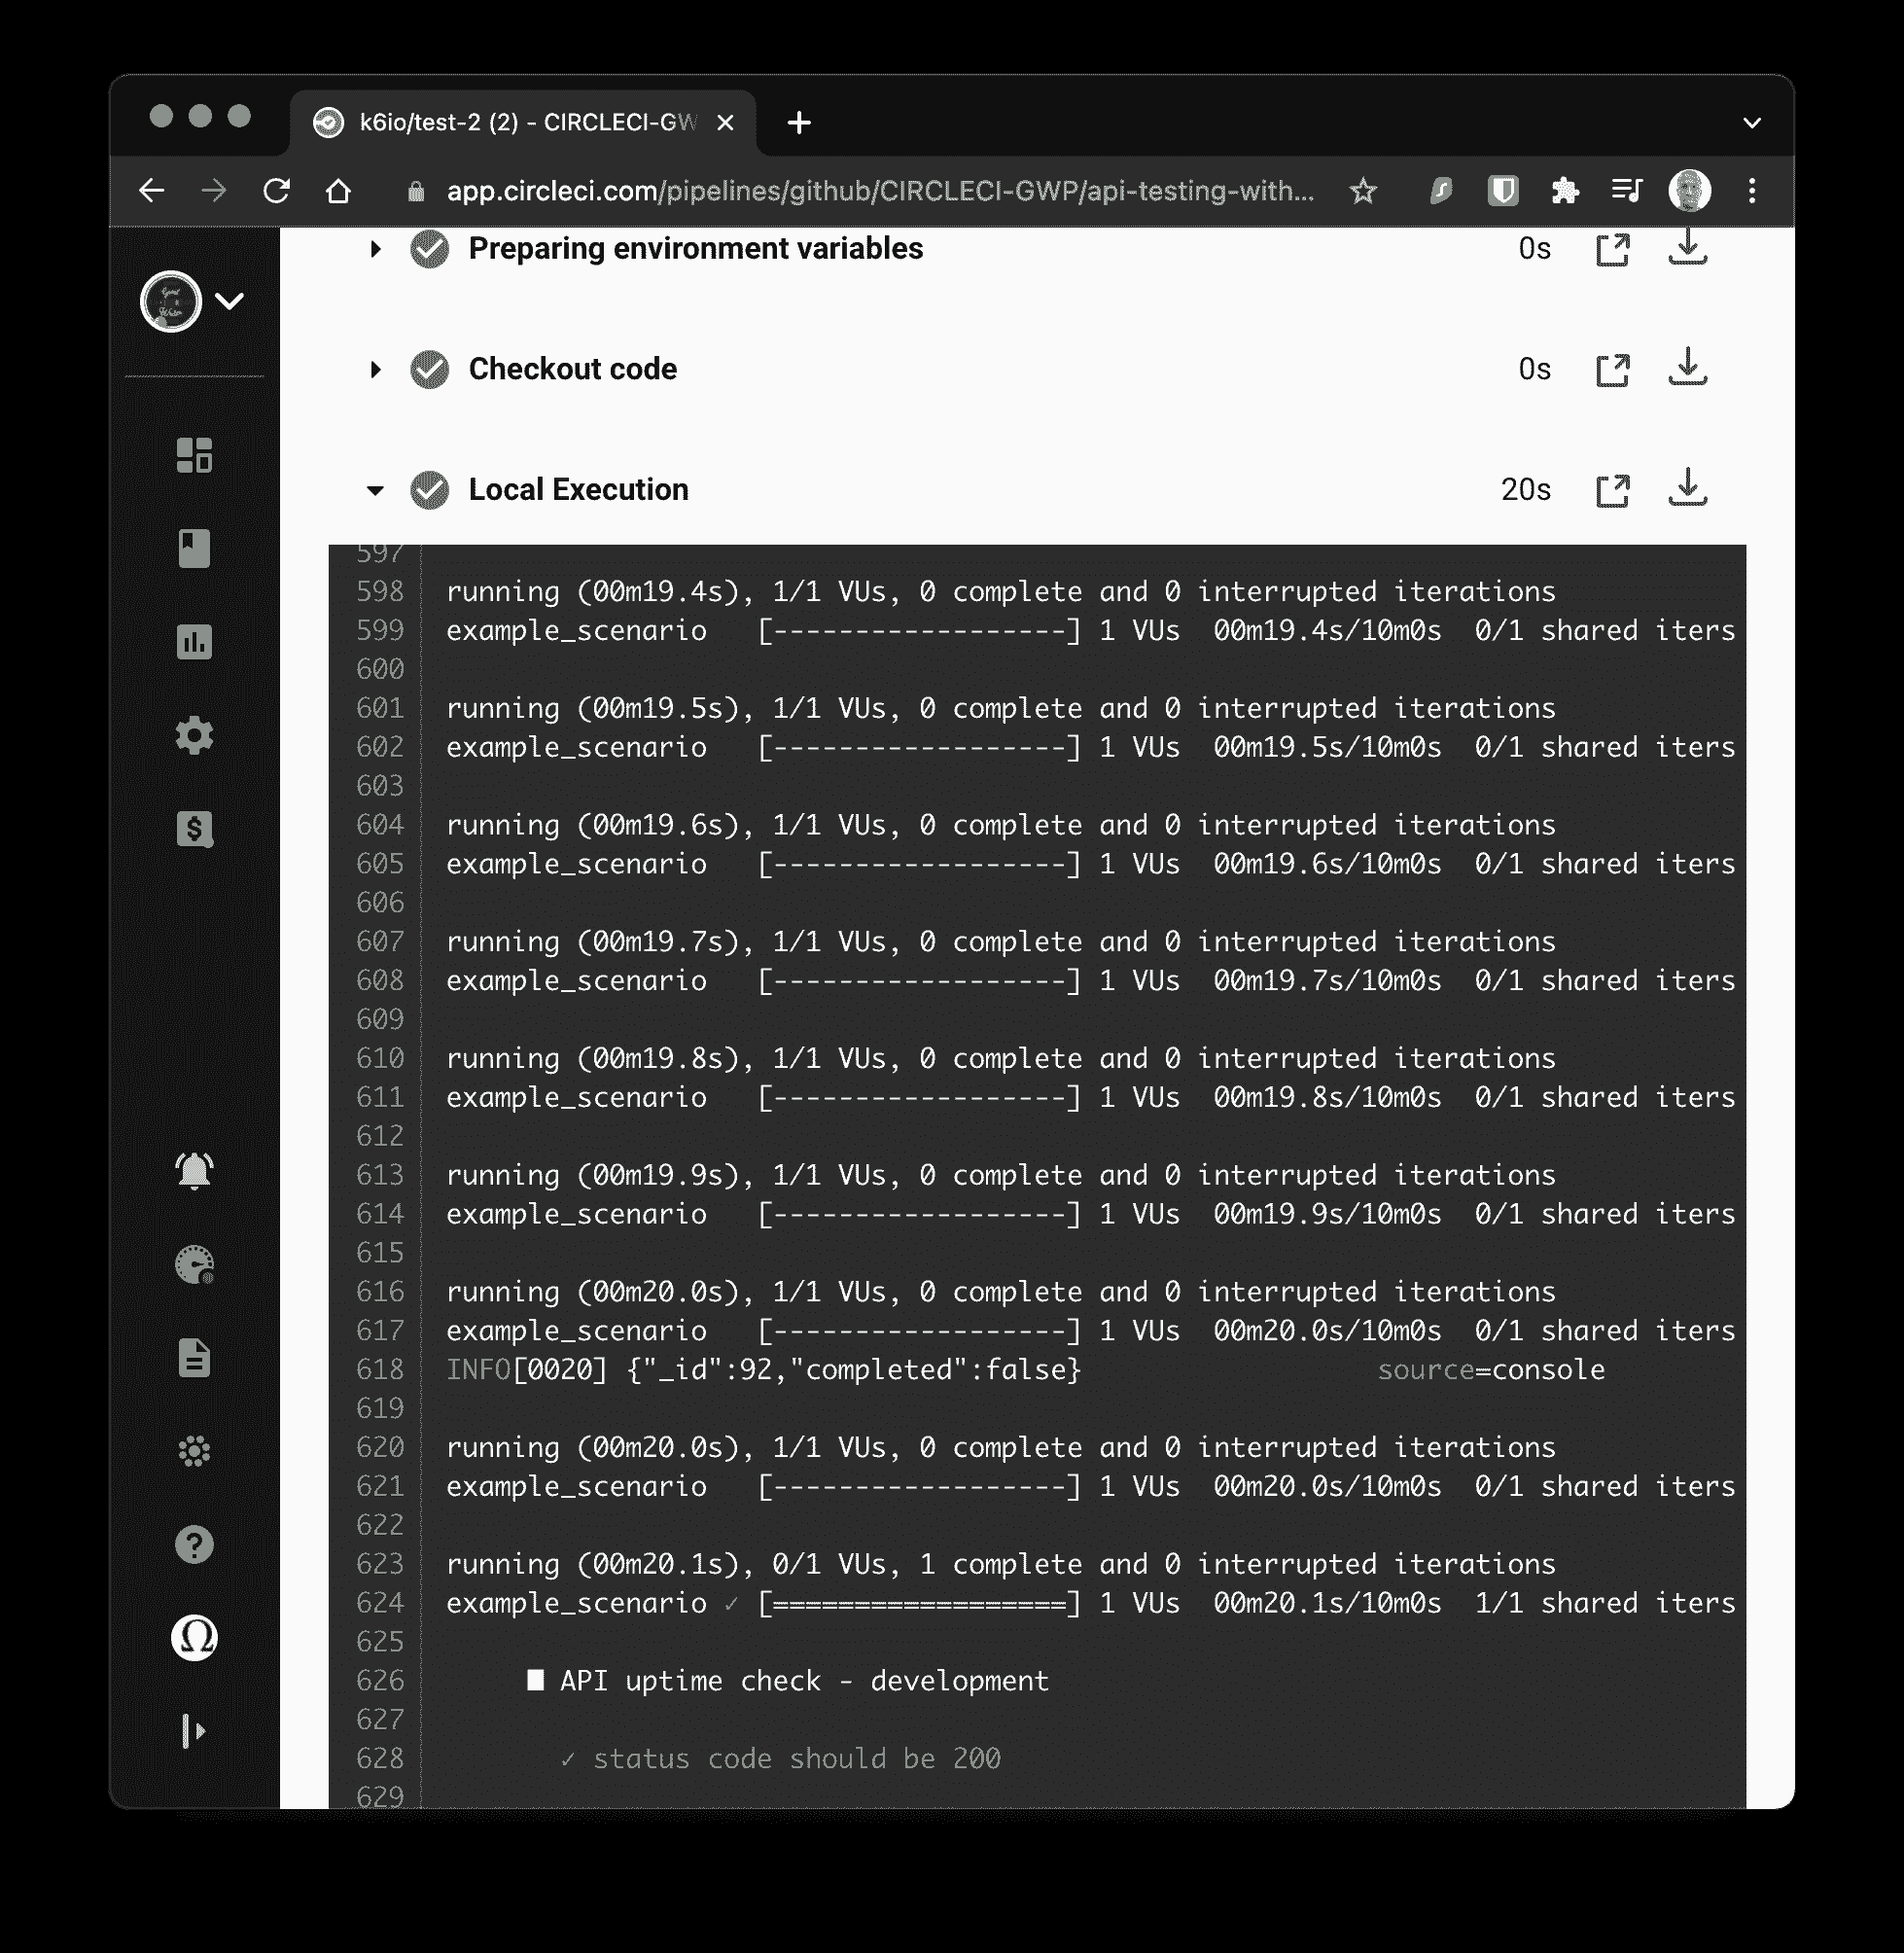 k6io/test-2 (2) - CIRCLECI-GW
app.circleci.com/pipelines/github/CIRCLECI-GWP/api-testing-with...
Preparing environment variables 0s
Checkout code 0s
Local Execution 20s
597
598 running (00m19.4s), 1/1 VUs, 0 complete and 0 interrupted iterations
599 example_scenario [------------------] 1 VUs 00m19.4s/10m0s 0/1 shared iters
600
601 running (00m19.5s), 1/1 VUs, 0 complete and 0 interrupted iterations
602 example_scenario [------------------] 1 VUs 00m19.5s/10m0s 0/1 shared iters
603
604 running (00m19.6s), 1/1 VUs, 0 complete and 0 interrupted iterations
605 example_scenario [------------------] 1 VUs 00m19.6s/10m0s 0/1 shared iters
606
607 running (00m19.7s), 1/1 VUs, 0 complete and 0 interrupted iterations
608 example_scenario [------------------] 1 VUs 00m19.7s/10m0s 0/1 shared iters
609
610 running (00m19.8s), 1/1 VUs, 0 complete and 0 interrupted iterations
611 example_scenario [------------------] 1 VUs 00m19.8s/10m0s 0/1 shared iters
612
613 running (00m19.9s), 1/1 VUs, 0 complete and 0 interrupted iterations
614 example_scenario [------------------] 1 VUs 00m19.9s/10m0s 0/1 shared iters
615
616 running (00m20.0s), 1/1 VUs, 0 complete and 0 interrupted iterations
617 example_scenario [------------------] 1 VUs 00m20.0s/10m0s 0/1 shared iters
618 INFO[0020] {"_id":92,"completed":false} source=console
619
620 running (00m20.0s), 1/1 VUs, 0 complete and 0 interrupted iterations
621 example_scenario [------------------] 1 VUs 00m20.0s/10m0s 0/1 shared iters
622
623 running (00m20.1s), 0/1 VUs, 1 complete and 0 interrupted iterations
624 example_scenario ✓ [==================] 1 VUs 00m20.1s/10m0s 1/1 shared iters
625
626 █ API uptime check - development
627
628 ✓ status code should be 200
629